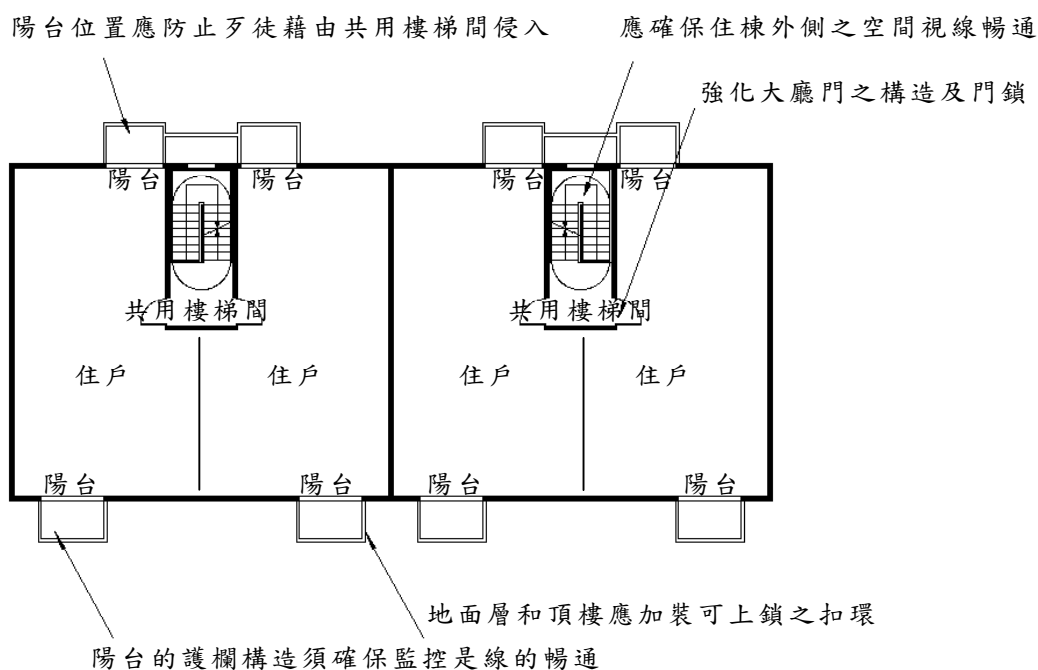 陽台位置應防止歹徒藉由共用樓梯間侵入
應確保住棟外側之空間視線暢通
強化大廳門之構造及門鎖
陽台 陽台 陽台 陽台
共用樓梯間 共用樓梯間
住戶 住戶 住戶 住戶
陽台 陽台 陽台 陽台
地面層和頂樓應加裝可上鎖之扣環
陽台的護欄構造須確保監控是線的暢通